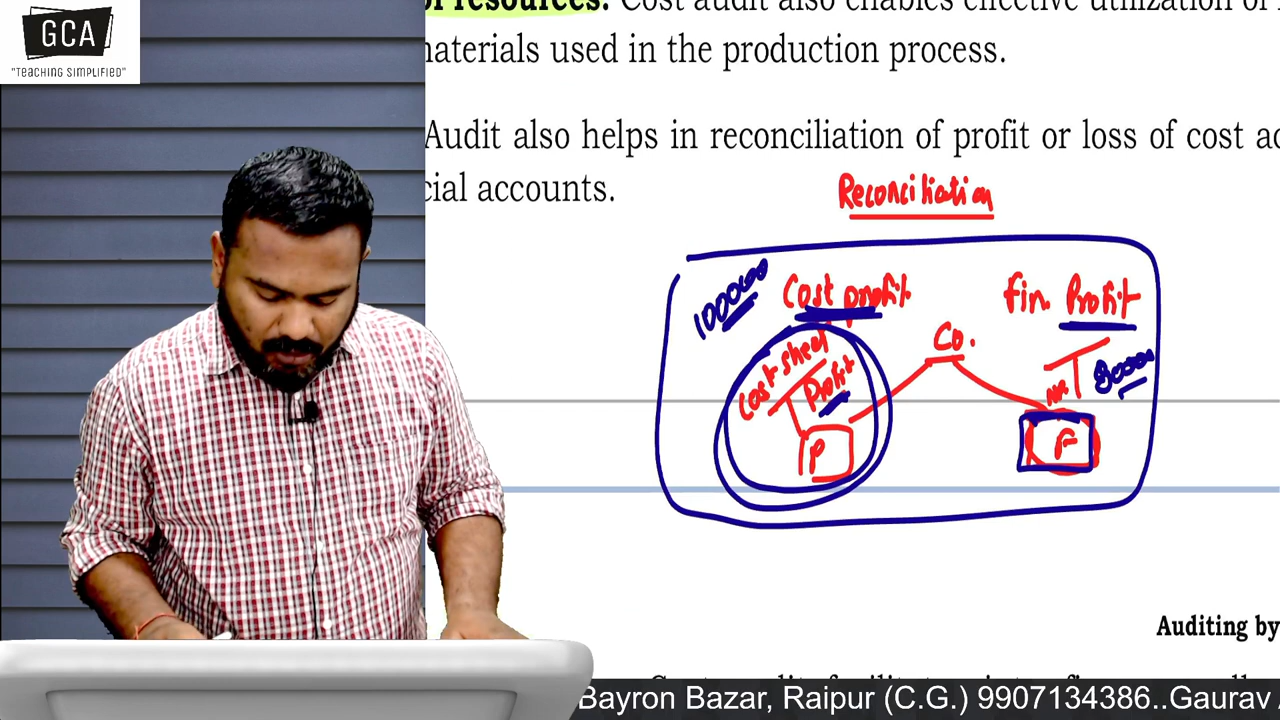 GCA
"TEACHING SIMPLIFIED"
of resources. Cost audit also enables effective utilization of
materials used in the production process.
Audit also helps in reconciliation of profit or loss of cost ac
cial accounts.
Reconciliation
100000 Cost profit fin. Profit
Co.
Cost sheet
Profit
P F
Auditing by
Bayron Bazar, Raipur (C.G.) 9907134386..Gaurav